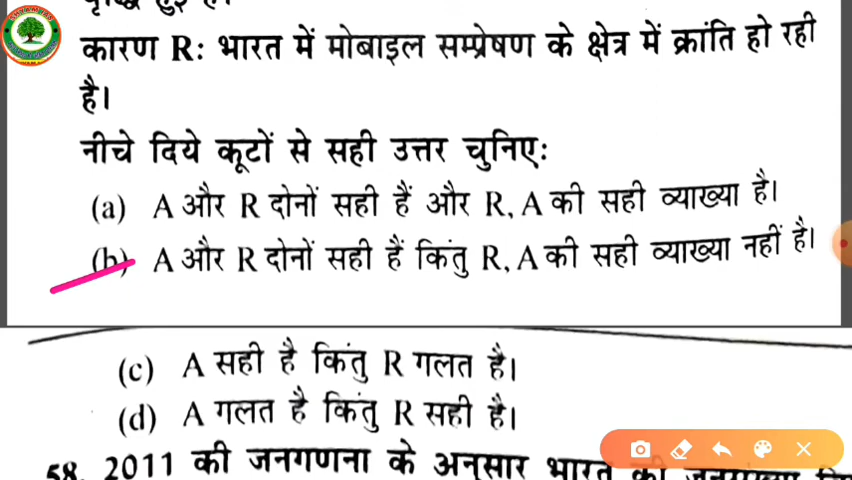 वृद्धि हुई है।
कारण R: भारत में मोबाइल सम्प्रेषण के क्षेत्र में क्रांति हो रही
है।
नीचे दिये कूटों से सही उत्तर चुनिए:
(a) A और R दोनों सही हैं और R, A की सही व्याख्या है।
(b) A और R दोनों सही हैं किंतु R, A की सही व्याख्या नहीं है।
(c) A सही है किंतु R गलत है।
(d) A गलत है किंतु R सही है।
58. 2011 की जनगणना के अनुसार भारत की जनसंख्या